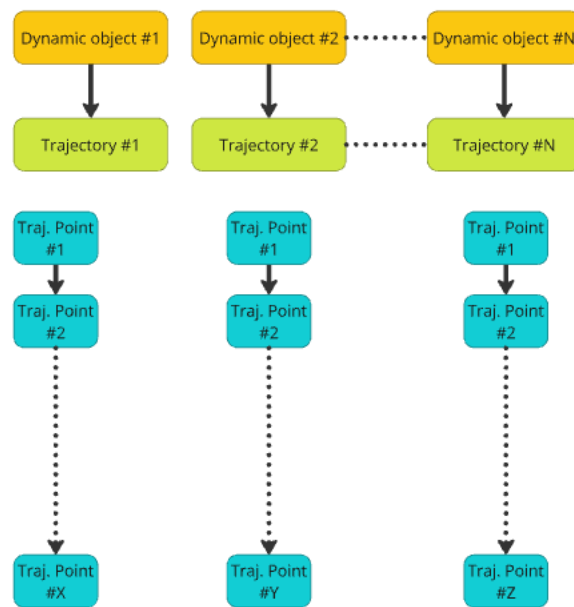 Dynamic object #1
Dynamic object #2
Dynamic object #N
Trajectory #1
Trajectory #2
Trajectory #N
Traj. Point
#1
Traj. Point
#1
Traj. Point
#1
Traj. Point
#2
Traj. Point
#2
Traj. Point
#2
Traj. Point
#X
Traj. Point
#Y
Traj. Point
#Z